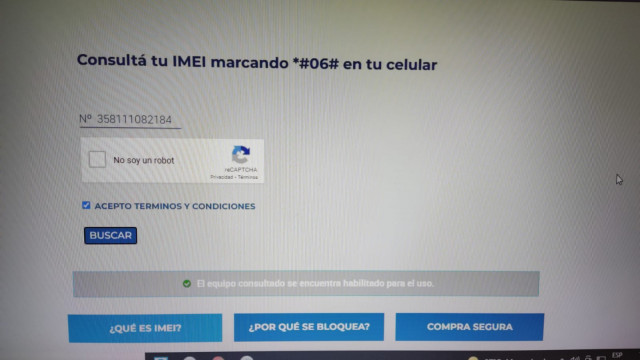 Consultá tu IMEI marcando *#06# en tu celular
Nº 358111082184
No soy un robot
reCAPTCHA
Privacidad - Términos
ACEPTO TERMINOS Y CONDICIONES
BUSCAR
El equipo consultado se encuentra habilitado para el uso.
¿QUÉ ES IMEI?
¿POR QUÉ SE BLOQUEA?
COMPRA SEGURA
ESP